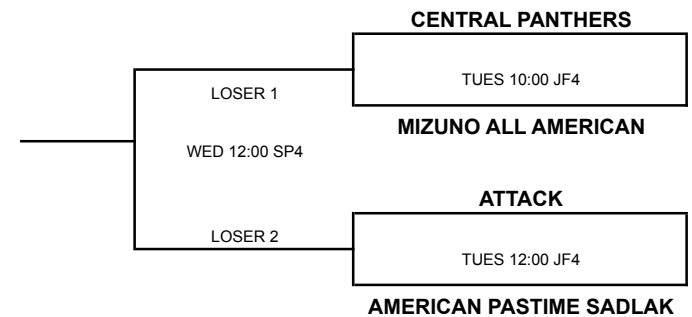 CENTRAL PANTHERS
TUES 10:00 JF4
LOSER 1
MIZUNO ALL AMERICAN
WED 12:00 SP4
ATTACK
LOSER 2
TUES 12:00 JF4
AMERICAN PASTIME SADLAK